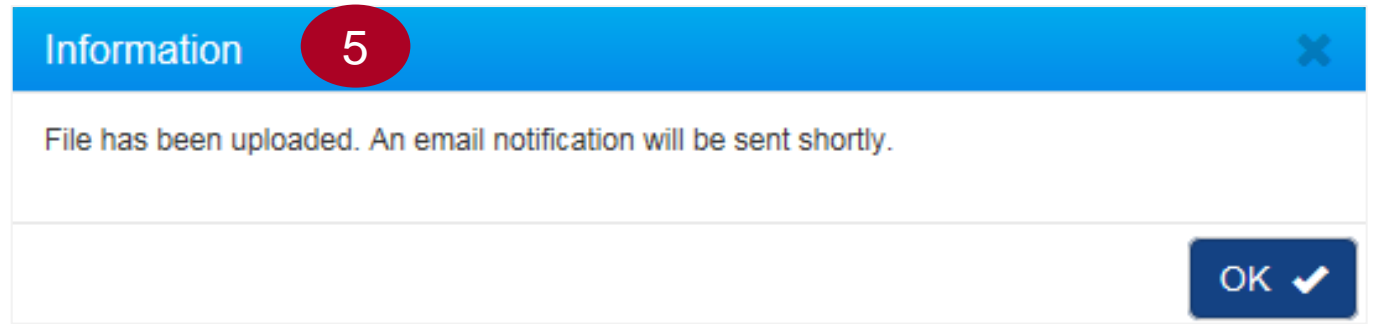 Information 5
File has been uploaded. An email notification will be sent shortly.
OK